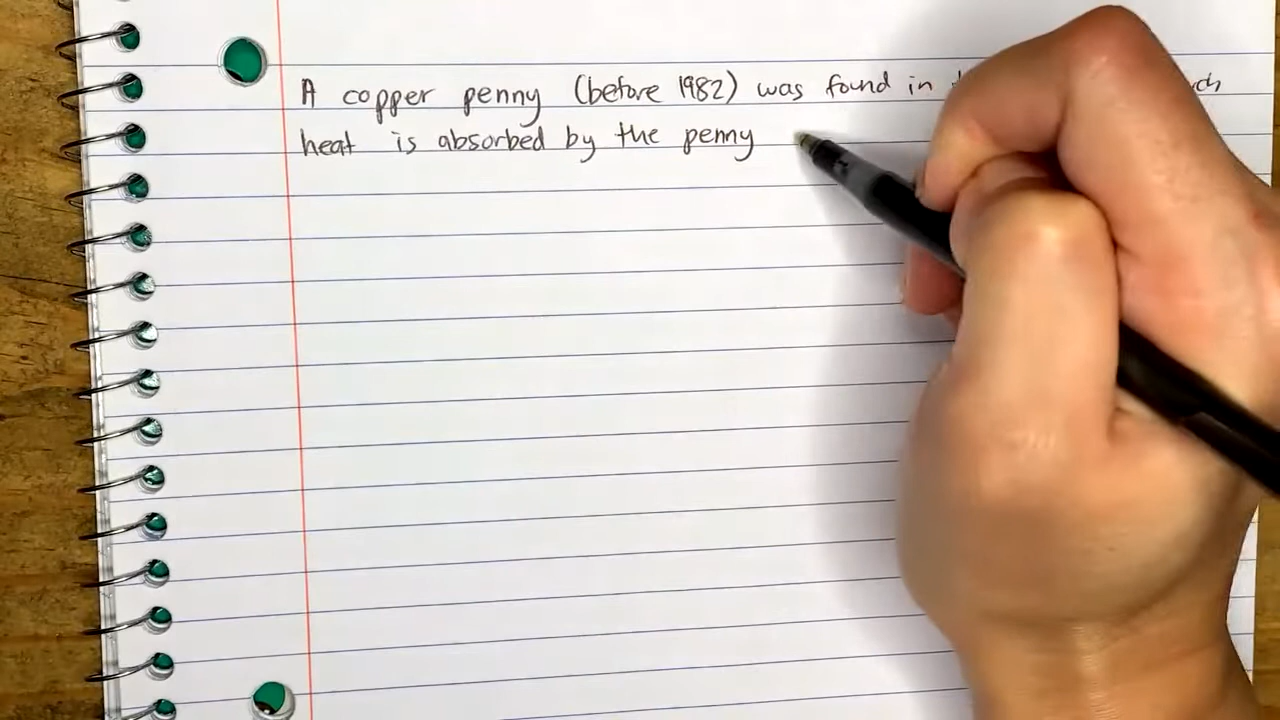 A copper penny (before 1982) was found in
heat is absorbed by the penny